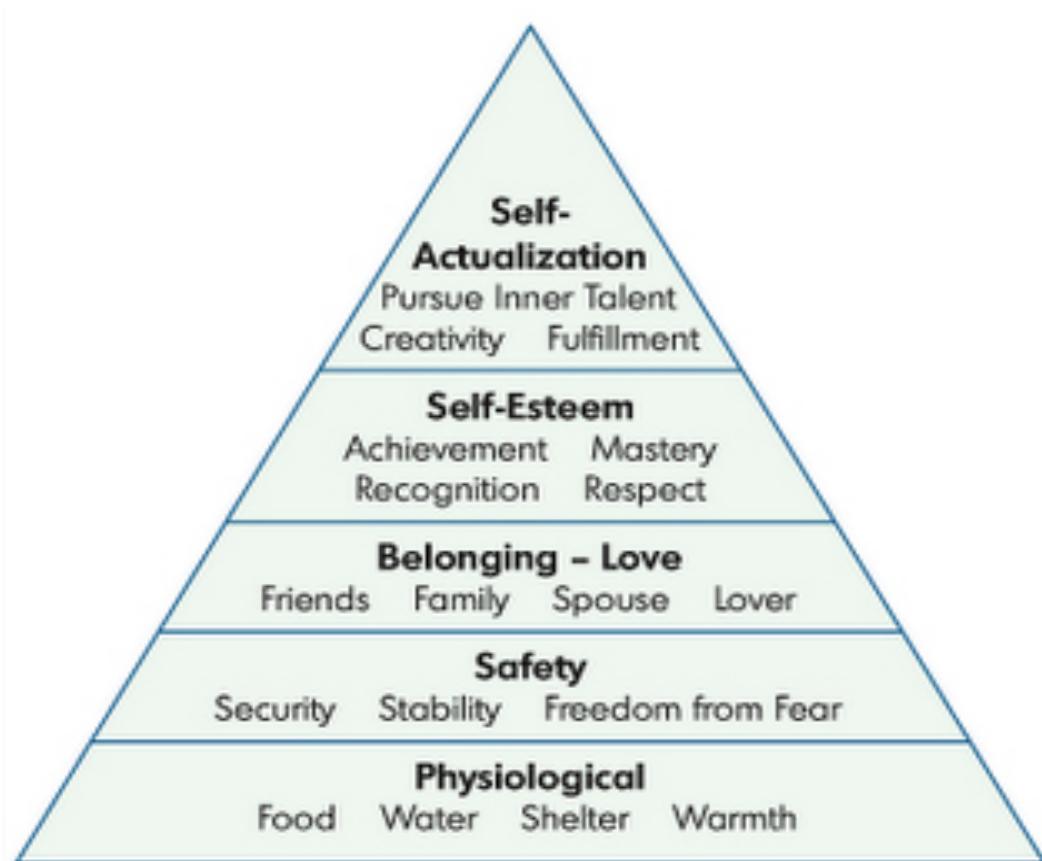 Self-
Actualization
Pursue Inner Talent
Creativity Fulfillment
Self-Esteem
Achievement Mastery
Recognition Respect
Belonging – Love
Friends Family Spouse Lover
Safety
Security Stability Freedom from Fear
Physiological
Food Water Shelter Warmth